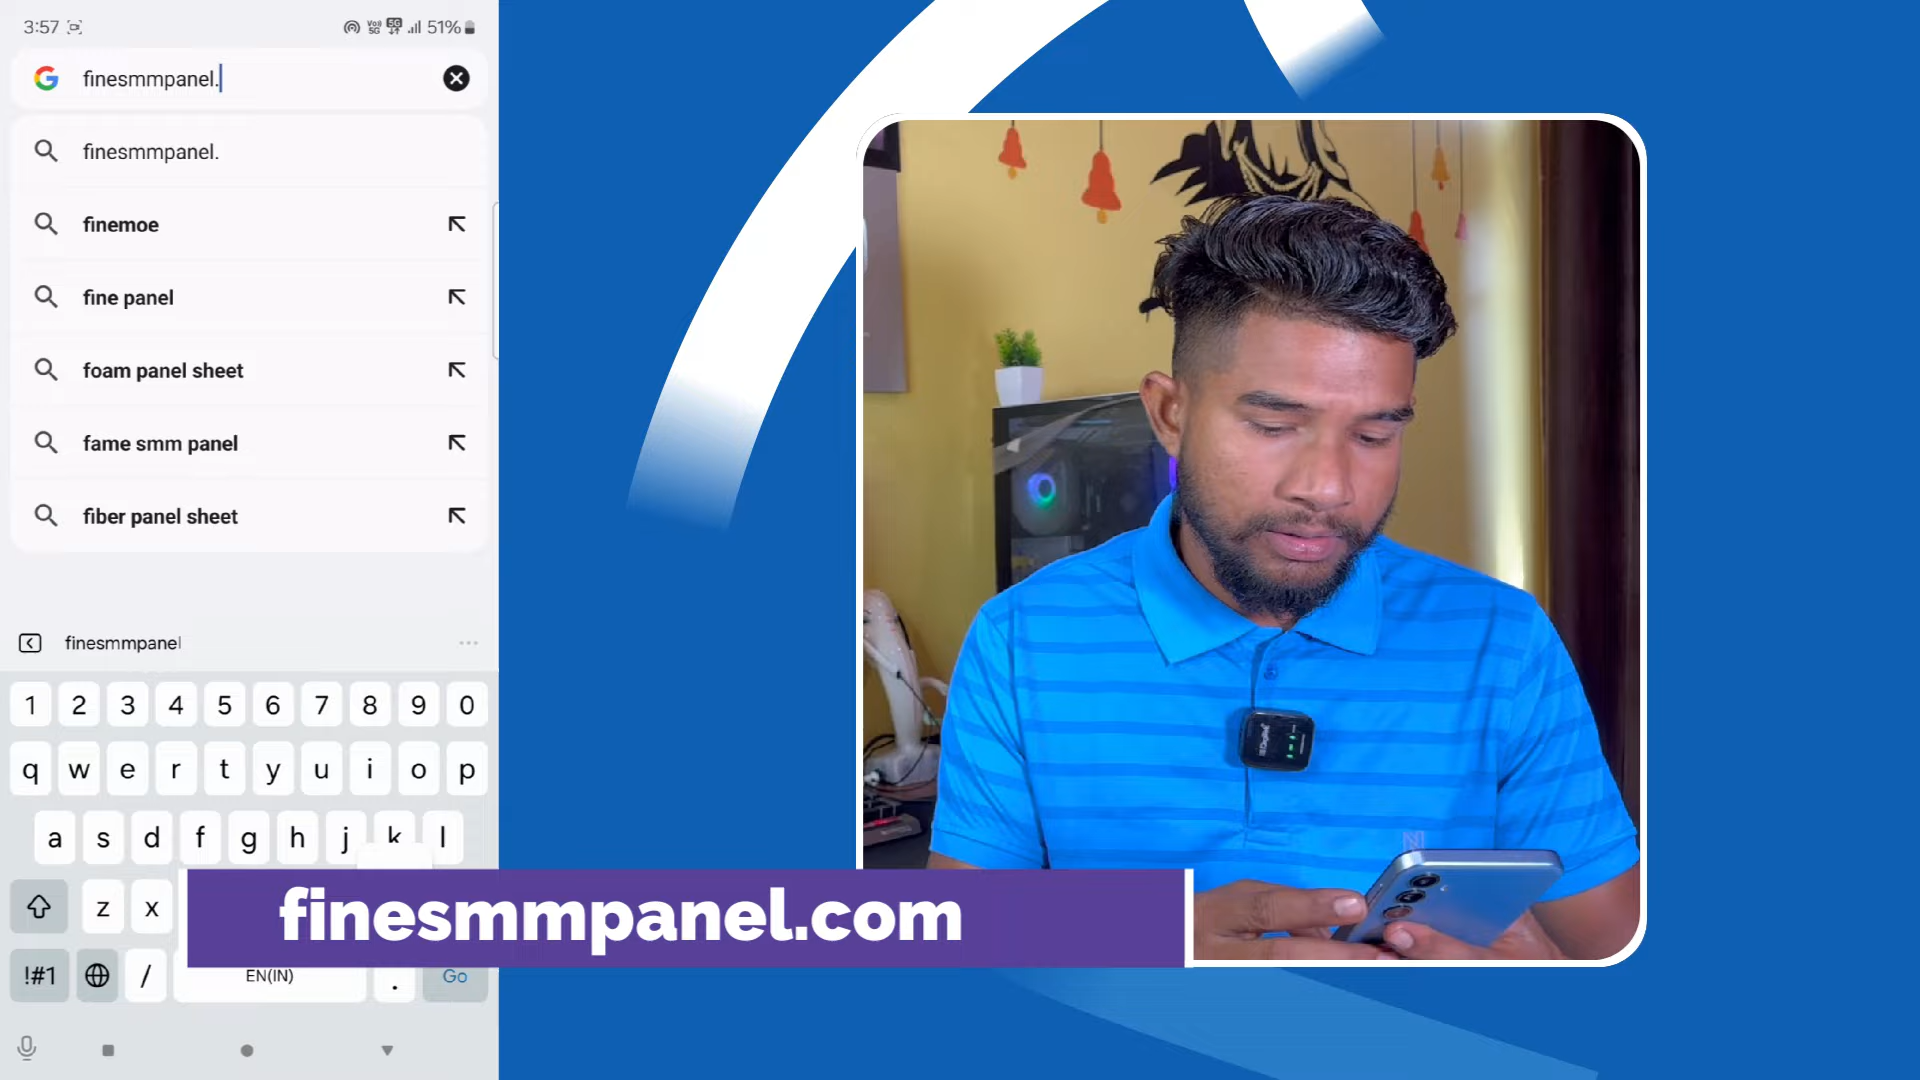 3:57
51%
finesmmpanel.
finesmmpanel.
finemoe
fine panel
foam panel sheet
fame smm panel
fiber panel sheet
finesmmpanel
1 2 3 4 5 6 7 8 9 0
q w e r t y u i o p
a s d f g h j k l
z x
finesmmpanel.com
!#1 / EN(IN) . Go